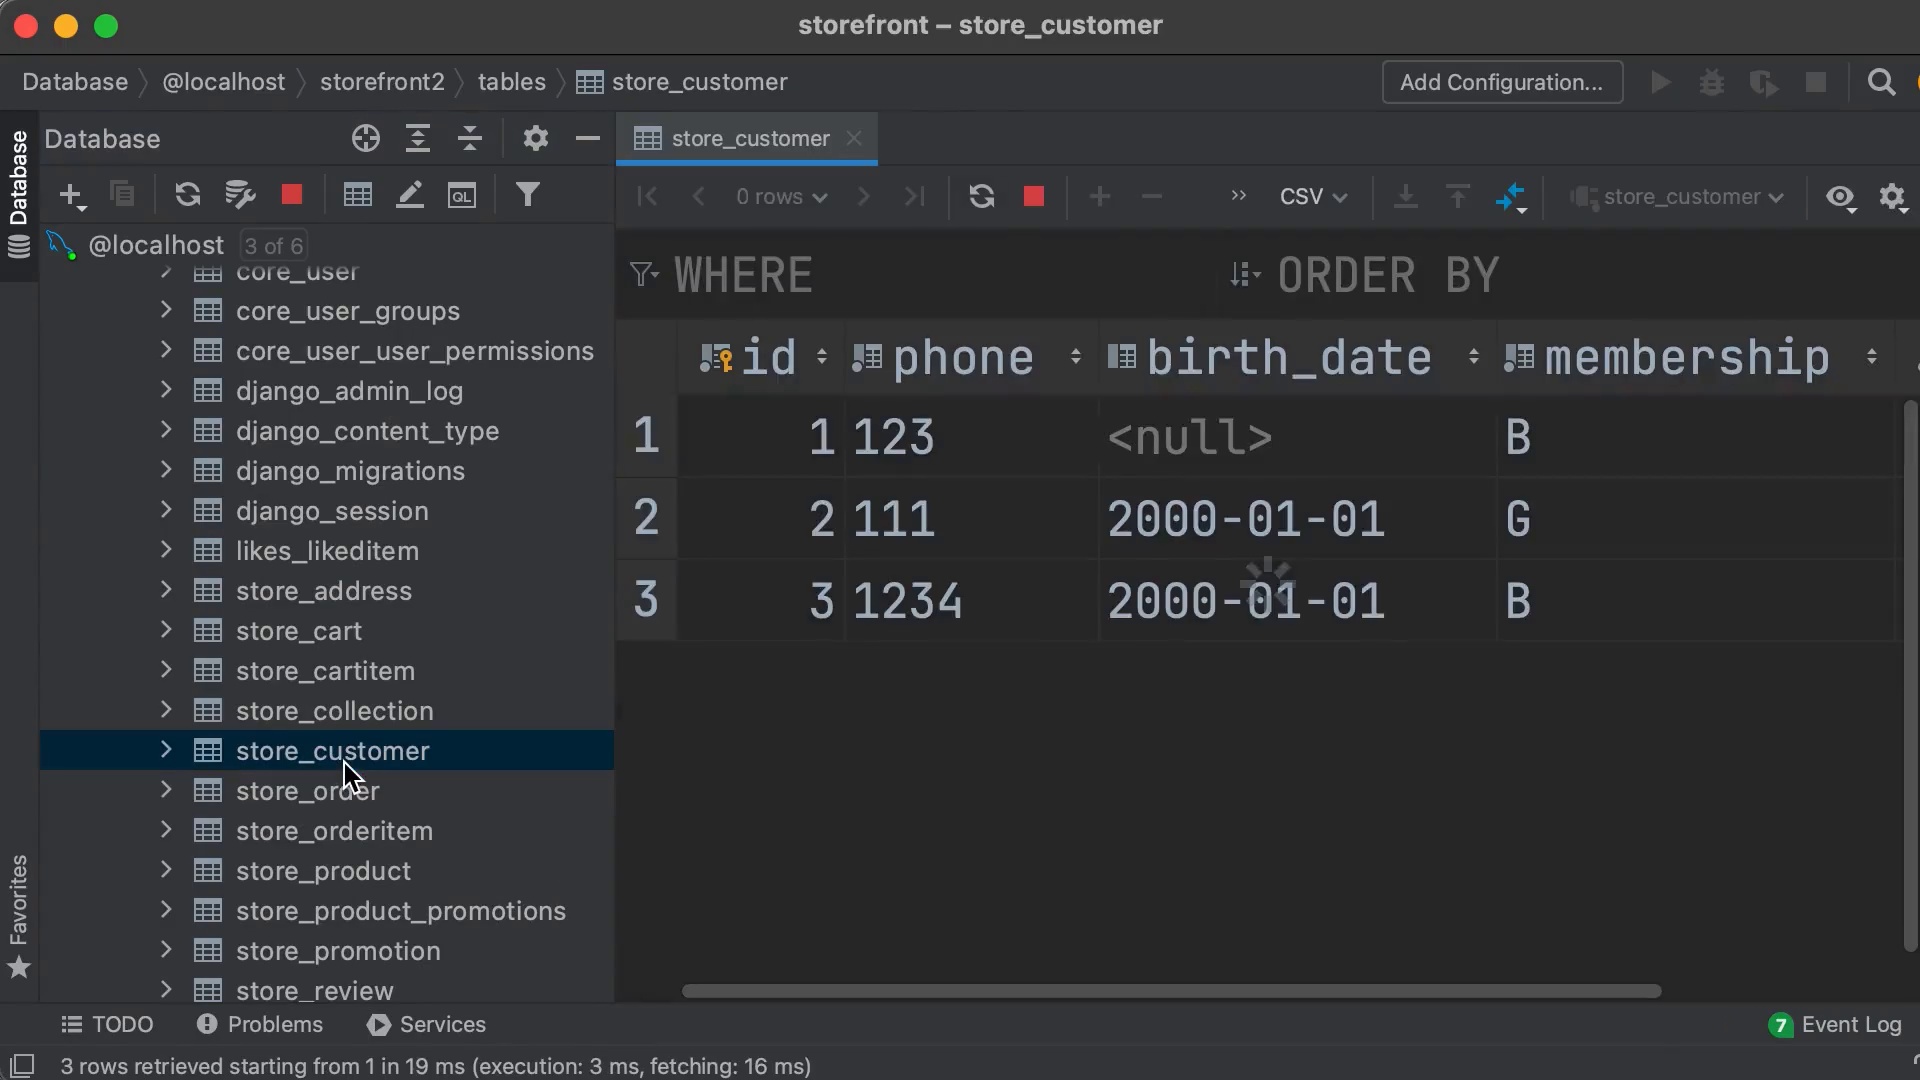 storefront – store_customer
Database @localhost storefront2 tables store_customer
Add Configuration...
Database
Database
store_customer
QL
0 rows
CSV
store_customer
@localhost 3 of 6
WHERE
ORDER BY
core_user
core_user_groups
core_user_user_permissions
django_admin_log
django_content_type
django_migrations
django_session
likes_likeditem
store_address
store_cart
store_cartitem
store_collection
store_customer
store_order
store_orderitem
store_product
store_product_promotions
store_promotion
store_review
id phone birth_date membership
1 1 123 <null> B
2 2 111 2000-01-01 G
3 3 1234 2000-01-01 B
Favorites
TODO Problems Services
7 Event Log
3 rows retrieved starting from 1 in 19 ms (execution: 3 ms, fetching: 16 ms)